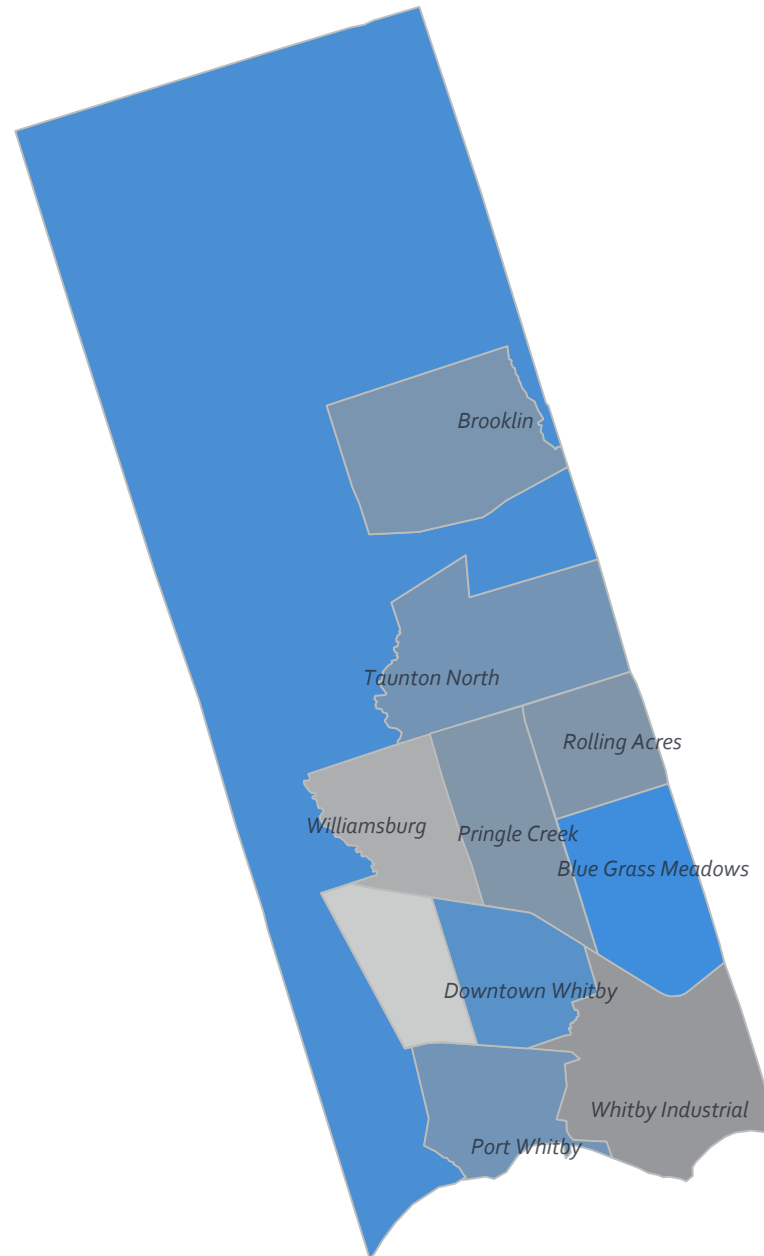 Brooklin
Taunton North
Rolling Acres
Williamsburg
Pringle Creek
Blue Grass Meadows
Downtown Whitby
Whitby Industrial
Port Whitby